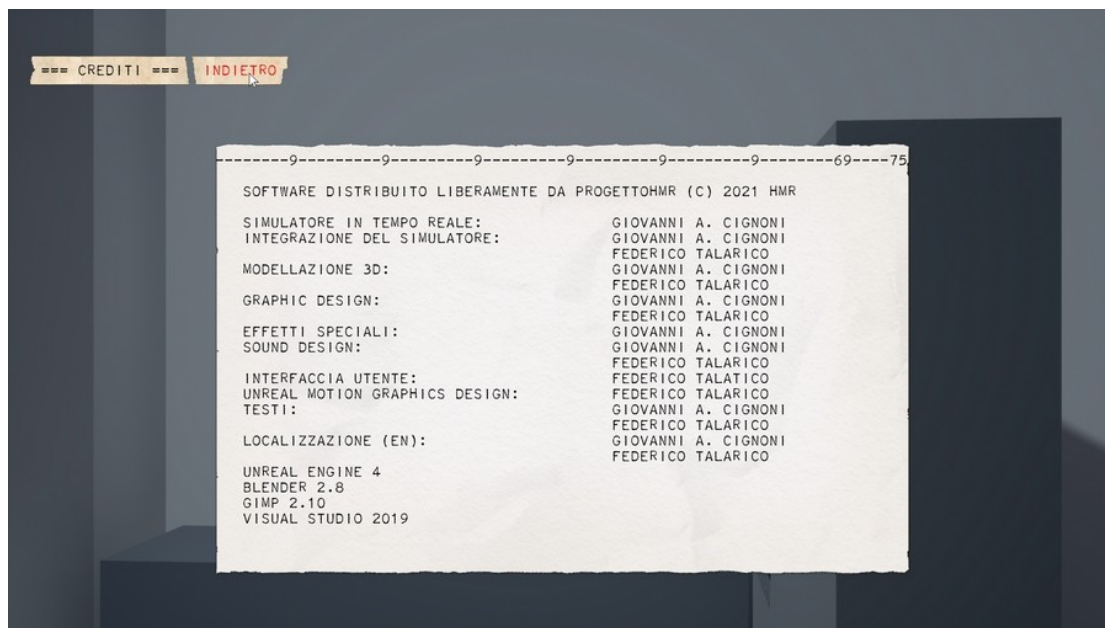 === CREDITI === INDIETRO
--------9---------9---------9---------9---------9---------9--------69----75
SOFTWARE DISTRIBUITO LIBERAMENTE DA PROGETTOHMR (C) 2021 HMR
SIMULATORE IN TEMPO REALE: GIOVANNI A. CIGNONI
INTEGRAZIONE DEL SIMULATORE: GIOVANNI A. CIGNONI
FEDERICO TALARICO
MODELLAZIONE 3D: GIOVANNI A. CIGNONI
FEDERICO TALARICO
GRAPHIC DESIGN: GIOVANNI A. CIGNONI
FEDERICO TALARICO
EFFETTI SPECIALI: GIOVANNI A. CIGNONI
SOUND DESIGN: GIOVANNI A. CIGNONI
FEDERICO TALARICO
INTERFACCIA UTENTE: FEDERICO TALATICO
UNREAL MOTION GRAPHICS DESIGN: FEDERICO TALARICO
TESTI: GIOVANNI A. CIGNONI
FEDERICO TALARICO
LOCALIZZAZIONE (EN): GIOVANNI A. CIGNONI
FEDERICO TALARICO
UNREAL ENGINE 4
BLENDER 2.8
GIMP 2.10
VISUAL STUDIO 2019